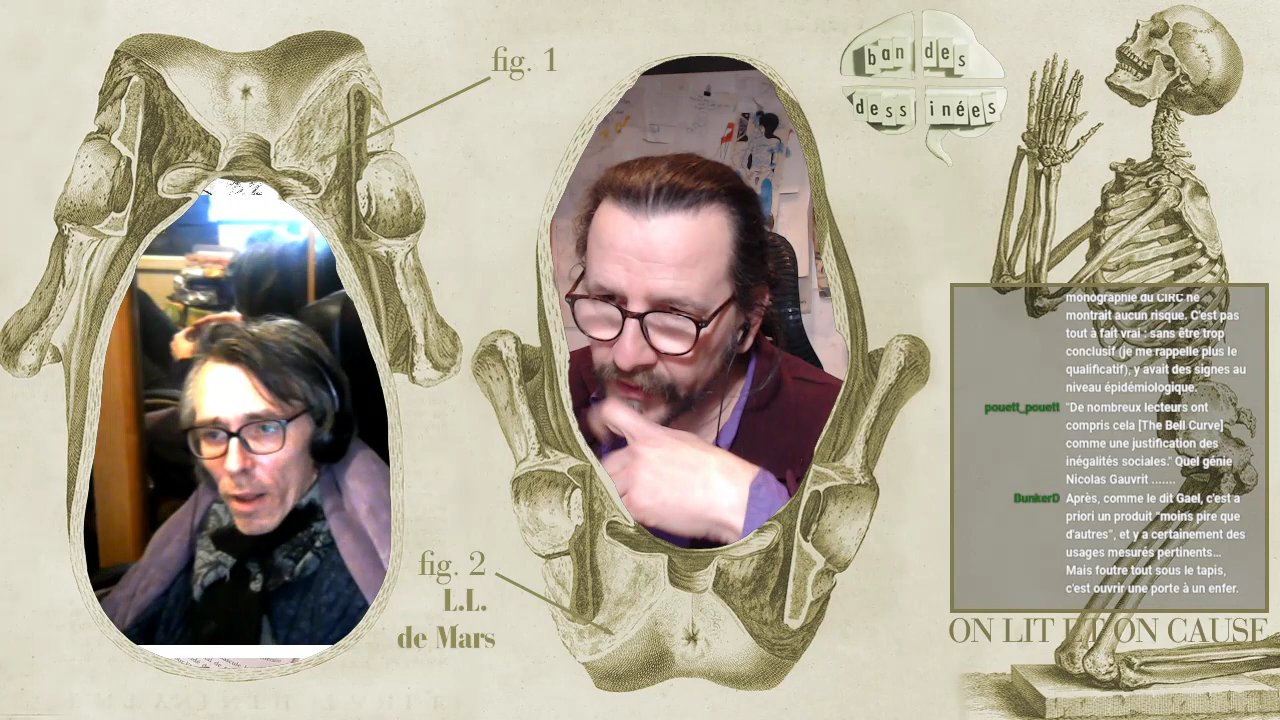 fig. 1
ban des
dess inées
monographie du CIRC ne
montrait aucun risque. C'est pas
tout à fait vrai : sans être trop
conclusif (je me rappelle plus le
qualificatif), y avait des signes au
niveau épidémiologique.
pouett_pouett "De nombreux lecteurs ont
compris cela [The Bell Curve]
comme une justification des
inégalités sociales." Quel génie
Nicolas Gauvrit .......
BunkerD Après, comme le dit Gael, c'est a
priori un produit "moins pire que
d'autres", et y a certainement des
usages mesurés pertinents...
Mais foutre tout sous le tapis,
c'est ouvrir une porte à un enfer.
fig. 2
L.L.
de Mars
ON LIT ET ON CAUSE